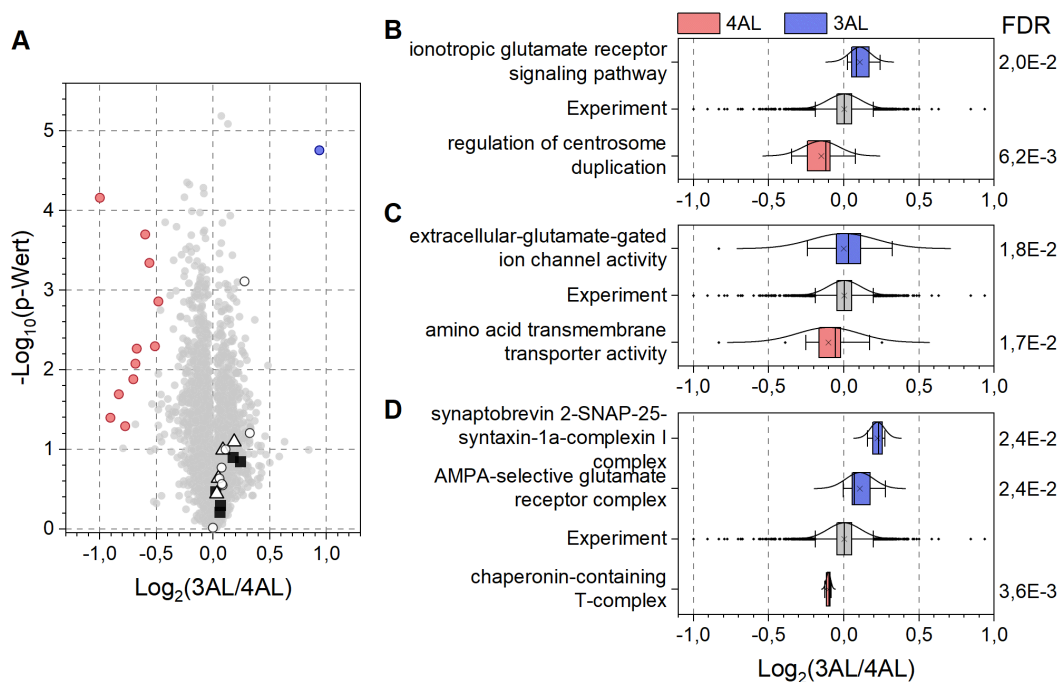 A
-Log10(p-Wert)
5
4
3
2
1
0
-1,0
-0,5
0,0
0,5
1,0
Log2(3AL/4AL)
4AL
3AL
FDR
B
ionotropic glutamate receptor
signaling pathway
2,0E-2
Experiment
regulation of centrosome
duplication
6,2E-3
-1,0
-0,5
0,0
0,5
1,0
C
extracellular-glutamate-gated
ion channel activity
1,8E-2
Experiment
amino acid transmembrane
transporter activity
1,7E-2
-1,0
-0,5
0,0
0,5
1,0
D
synaptobrevin 2-SNAP-25-
syntaxin-1a-complexin I
complex
2,4E-2
AMPA-selective glutamate
receptor complex
2,4E-2
Experiment
chaperonin-containing
T-complex
3,6E-3
-1,0
-0,5
0,0
0,5
1,0
Log2(3AL/4AL)